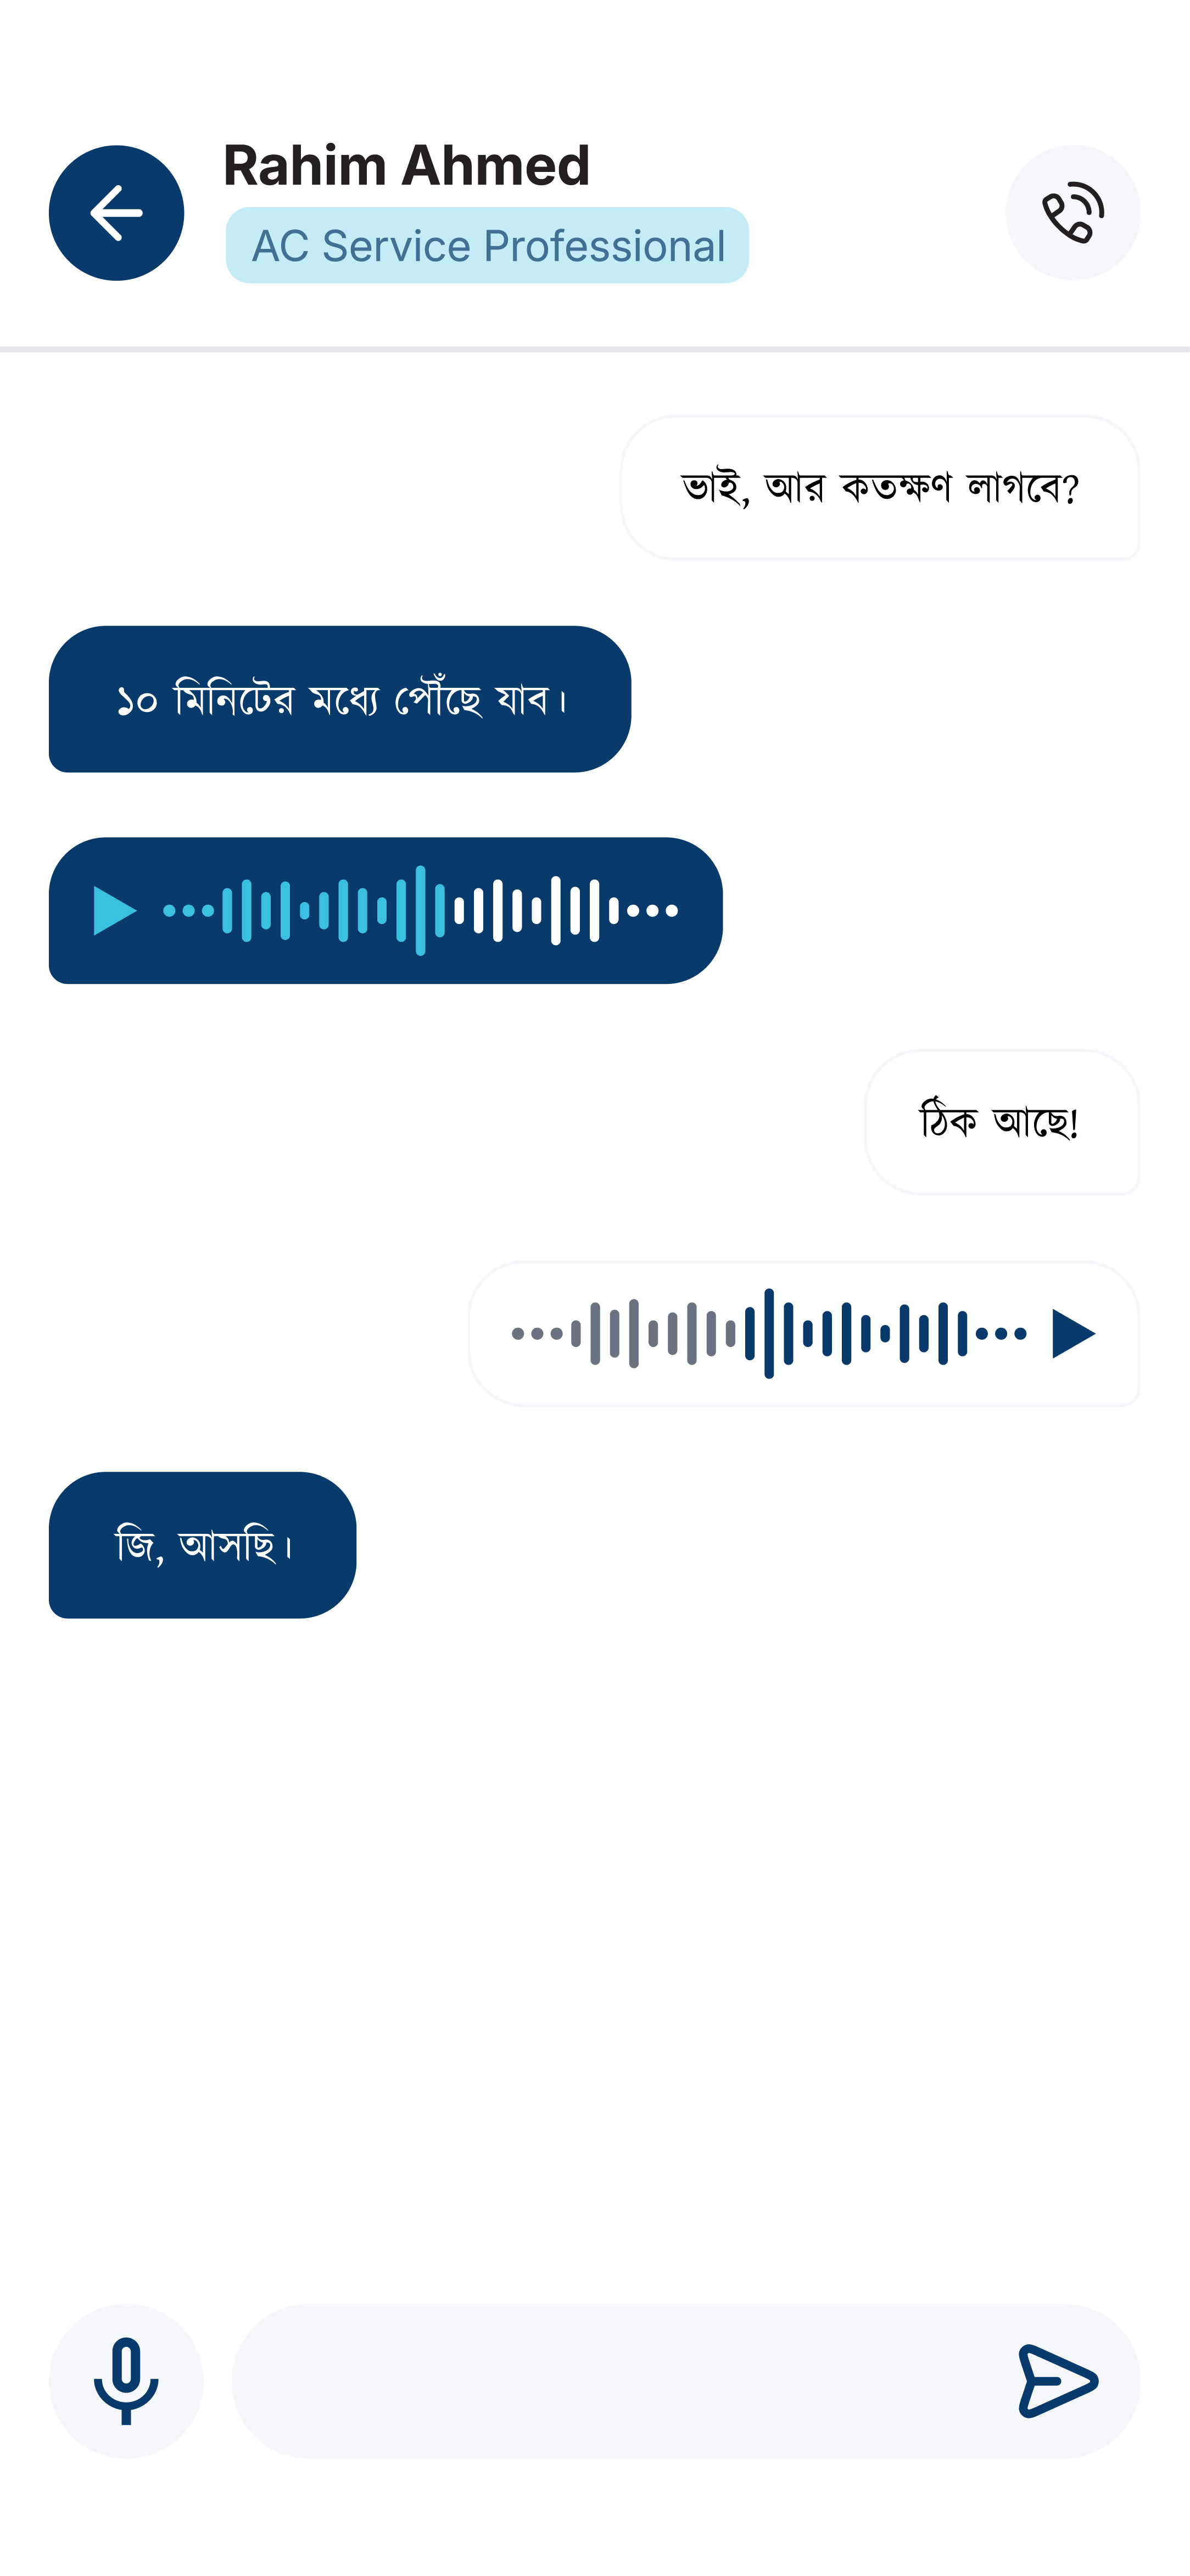 Rahim Ahmed
AC Service Professional
ভাই, আর কতক্ষণ লাগবে?
১০ মিনিটের মধ্যে পৌঁছে যাব।
ঠিক আছে!
জি, আসছি।